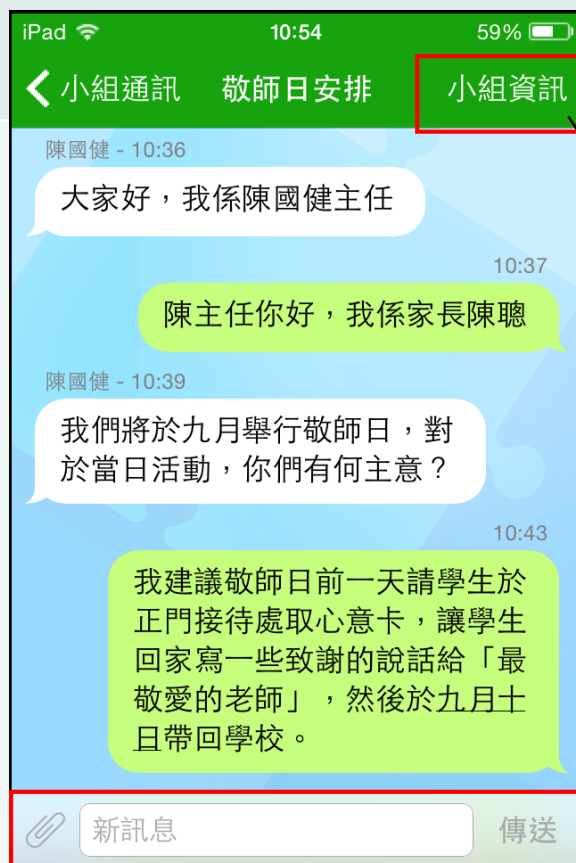 iPad 10:54 59%
小組通訊 敬師日安排 小組資訊
陳國健 - 10:36
大家好，我係陳國健主任
10:37
陳主任你好，我係家長陳聰
陳國健 - 10:39
我們將於九月舉行敬師日，對
於當日活動，你們有何主意？
10:43
我建議敬師日前一天請學生於
正門接待處取心意卡，讓學生
回家寫一些致謝的說話給「最
敬愛的老師」，然後於九月十
日帶回學校。
新訊息 傳送